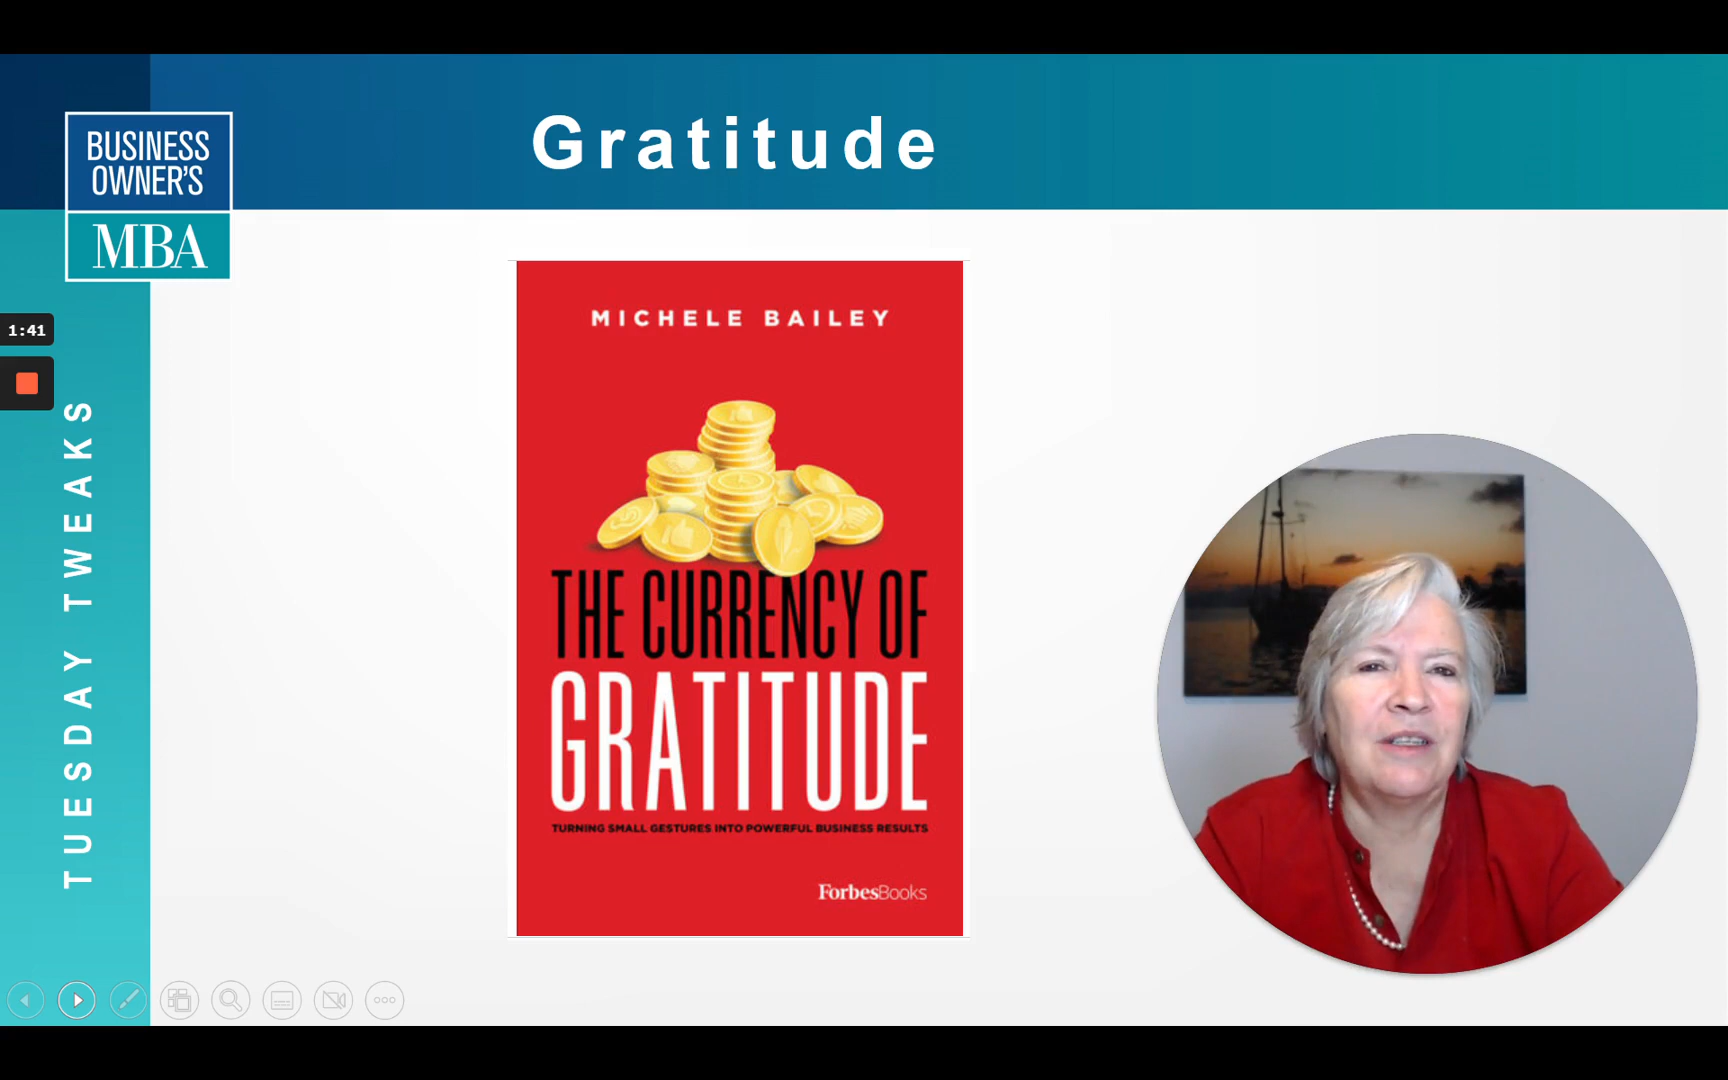 Gratitude
BUSINESS
OWNER'S
MBA
1:41
TUESDAY TWEAKS
MICHELE BAILEY
THE CURRENCY OF
GRATITUDE
TURNING SMALL GESTURES INTO POWERFUL BUSINESS RESULTS
ForbesBooks